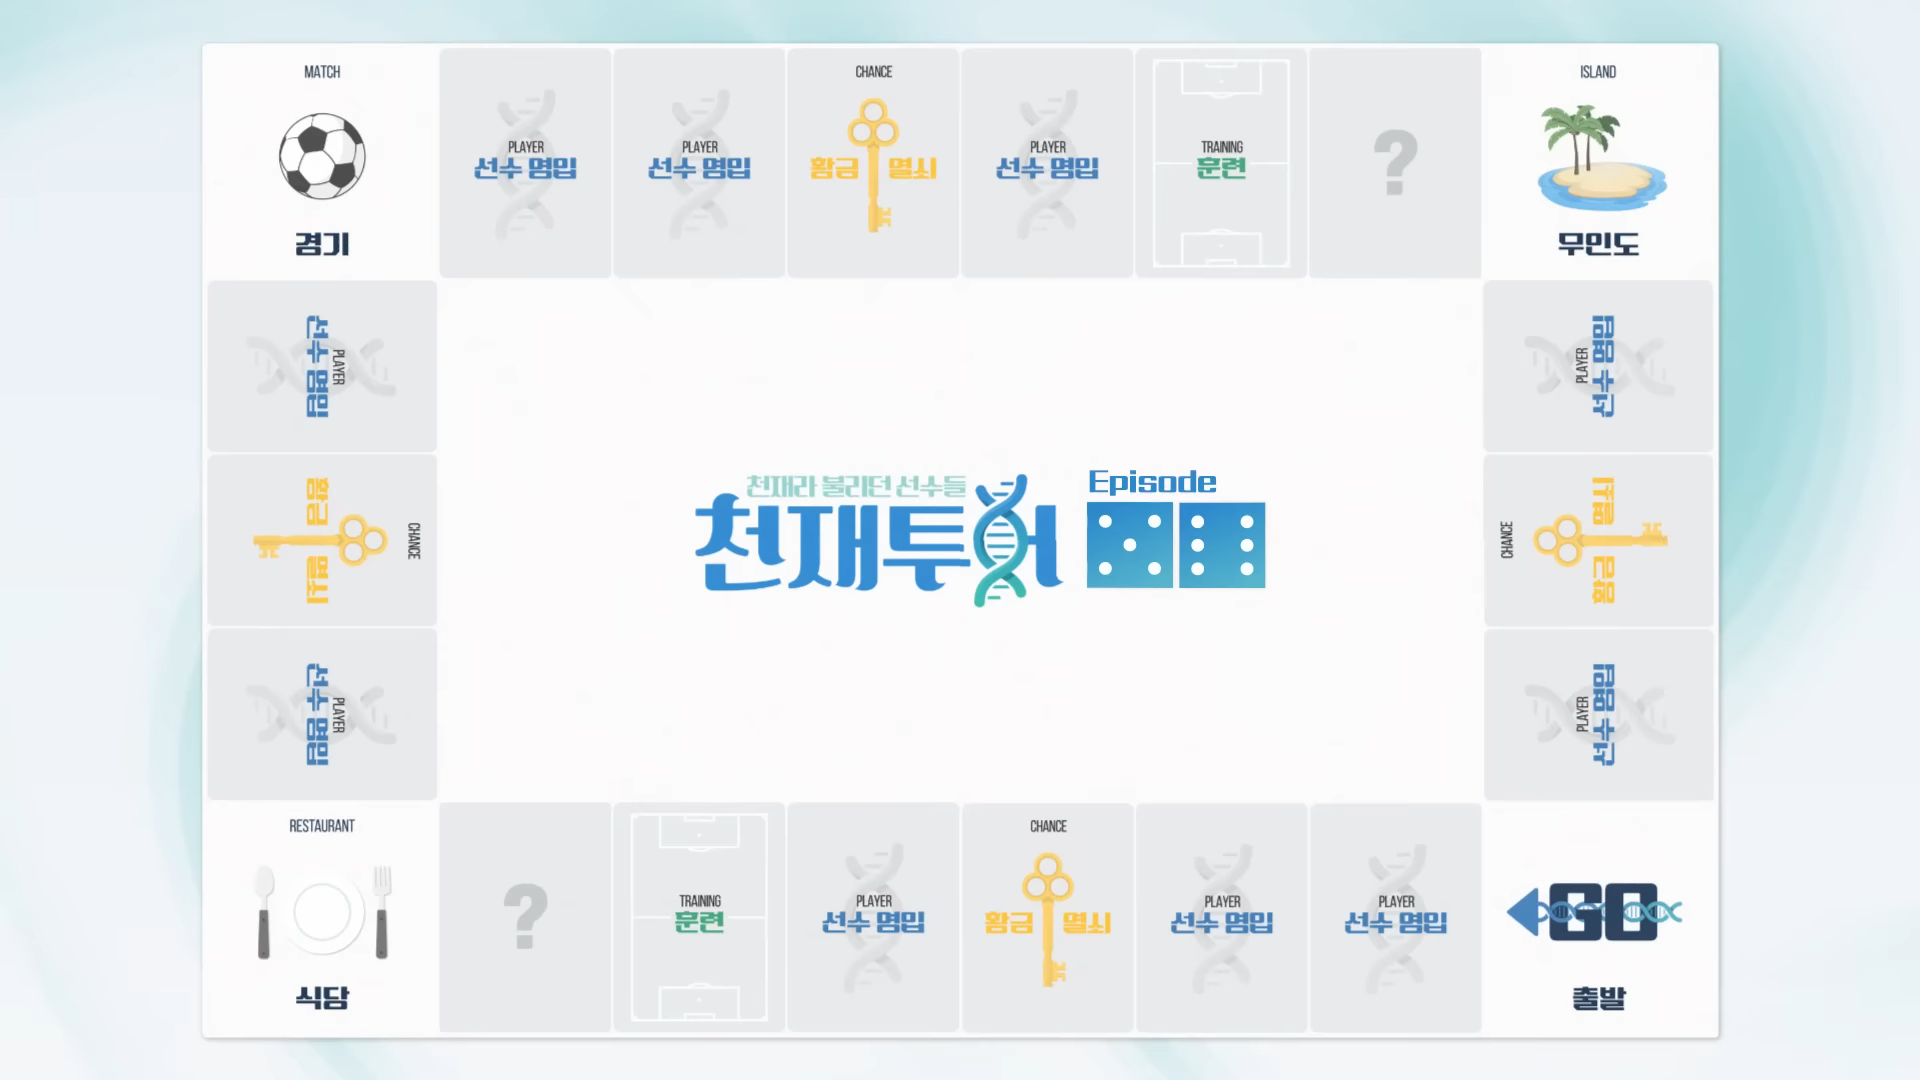 MATCH
경기
PLAYER
선수 영입
PLAYER
선수 영입
CHANCE
황금 열쇠
PLAYER
선수 영입
TRAINING
훈련
?
ISLAND
무인도
PLAYER
선수 영입
PLAYER
선수 영입
CHANCE
황금 열쇠
천재라 불리던 선수들
천재투어
Episode
CHANCE
황금 열쇠
PLAYER
선수 영입
PLAYER
선수 영입
RESTAURANT
식당
?
TRAINING
훈련
PLAYER
선수 영입
CHANCE
황금 열쇠
PLAYER
선수 영입
PLAYER
선수 영입
GO
출발